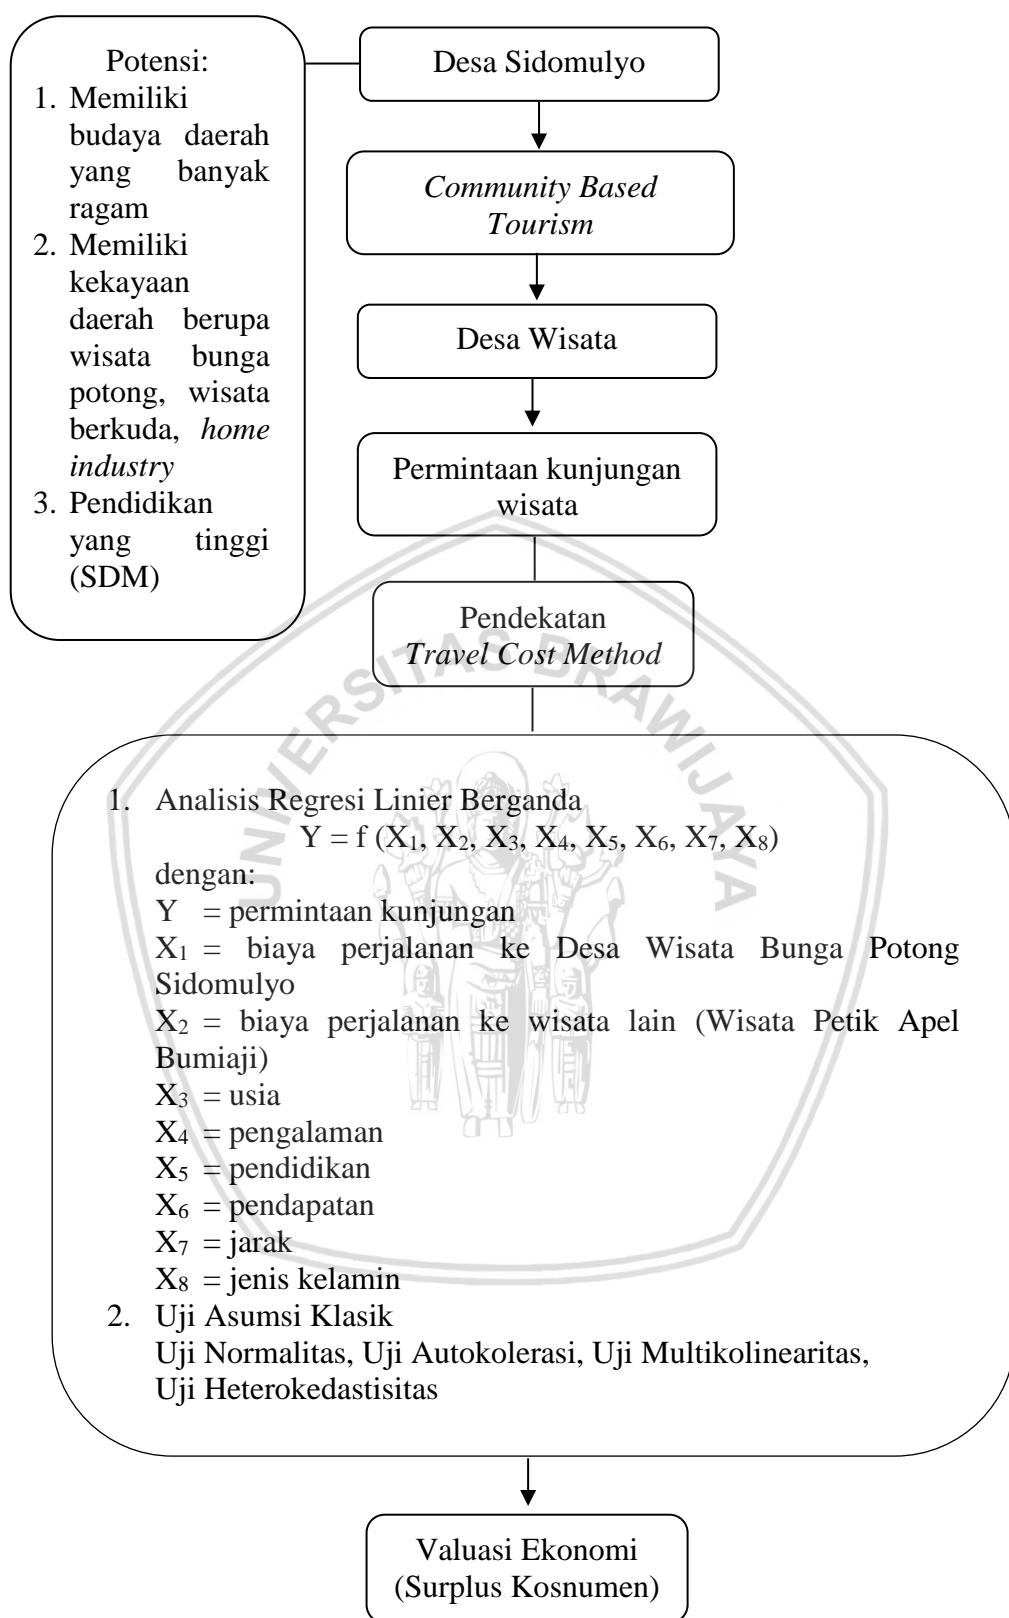 Potensi:
1. Memiliki
budaya daerah
yang banyak
ragam
2. Memiliki
kekayaan
daerah berupa
wisata bunga
potong, wisata
berkuda, home
industry
3. Pendidikan
yang tinggi
(SDM)
Desa Sidomulyo
Community Based
Tourism
Desa Wisata
Permintaan kunjungan
wisata
Pendekatan
Travel Cost Method
UNIVERSITAS BRAWIJAYA
1. Analisis Regresi Linier Berganda
Y = f (X₁, X₂, X₃, X₄, X₅, X₆, X₇, X₈)
dengan:
Y = permintaan kunjungan
X₁ = biaya perjalanan ke Desa Wisata Bunga Potong
Sidomulyo
X₂ = biaya perjalanan ke wisata lain (Wisata Petik Apel
Bumiaji)
X₃ = usia
X₄ = pengalaman
X₅ = pendidikan
X₆ = pendapatan
X₇ = jarak
X₈ = jenis kelamin
2. Uji Asumsi Klasik
Uji Normalitas, Uji Autokolerasi, Uji Multikolinearitas,
Uji Heterokedastisitas
Valuasi Ekonomi
(Surplus Kosnumen)